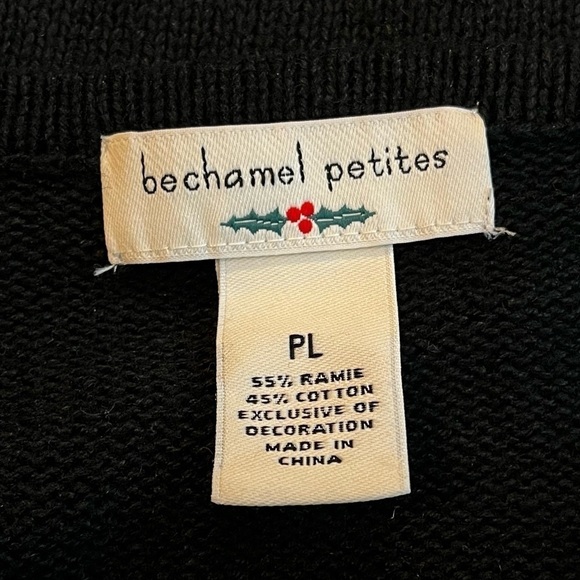 bechamel petites
PL
55% RAMIE
45% COTTON
EXCLUSIVE OF
DECORATION
MADE IN
CHINA